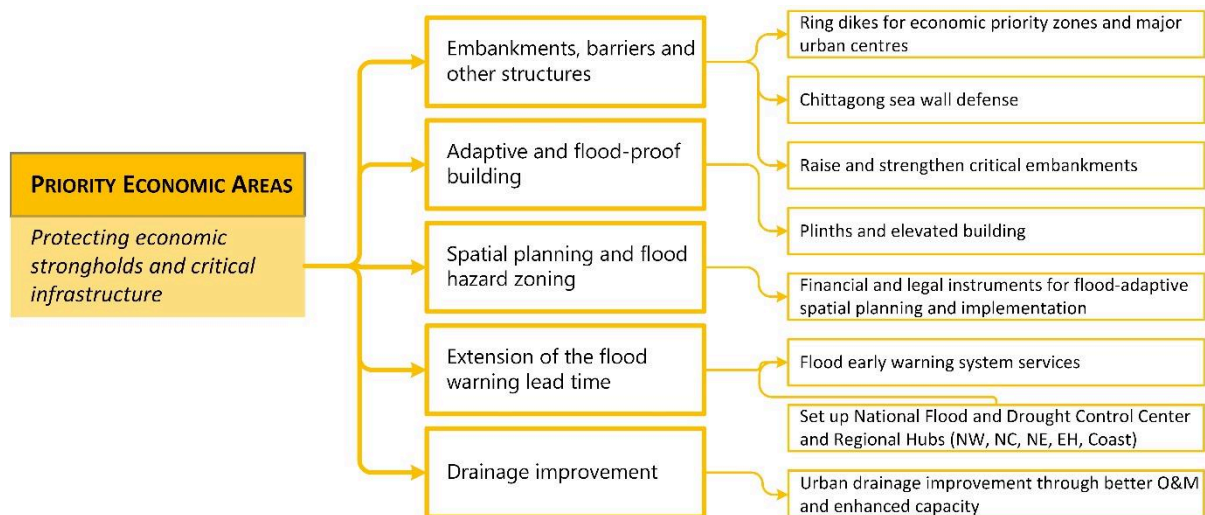 PRIORITY ECONOMIC AREAS
Protecting economic
strongholds and critical
infrastructure
Embankments, barriers and
other structures
Adaptive and flood-proof
building
Spatial planning and flood
hazard zoning
Extension of the flood
warning lead time
Drainage improvement
Ring dikes for economic priority zones and major
urban centres
Chittagong sea wall defense
Raise and strengthen critical embankments
Plinths and elevated building
Financial and legal instruments for flood-adaptive
spatial planning and implementation
Flood early warning system services
Set up National Flood and Drought Control Center
and Regional Hubs (NW, NC, NE, EH, Coast)
Urban drainage improvement through better O&M
and enhanced capacity